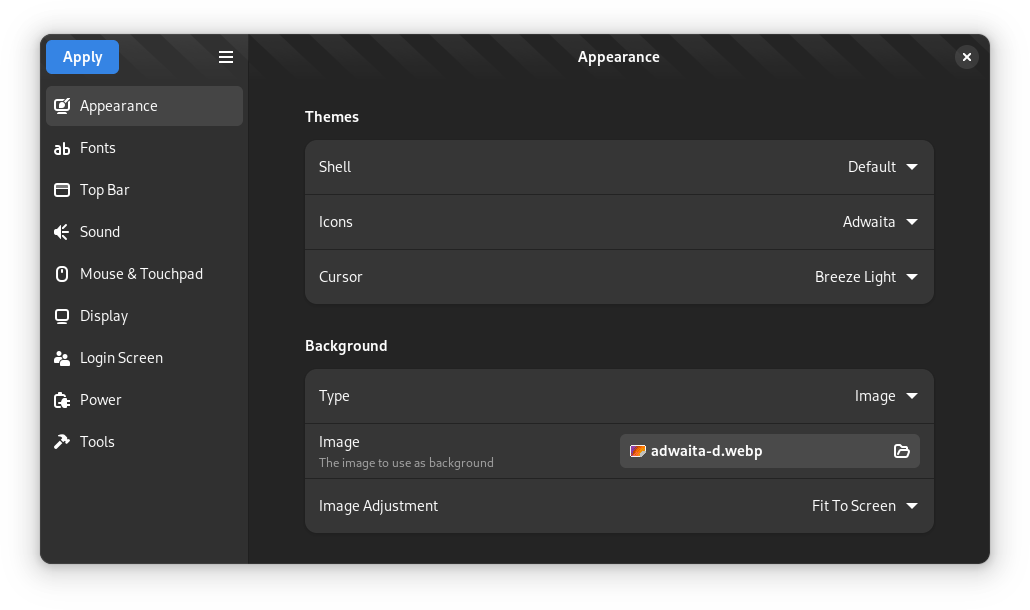 Apply
Appearance
Appearance
Fonts
Top Bar
Sound
Mouse & Touchpad
Display
Login Screen
Power
Tools
Themes
Shell Default
Icons Adwaita
Cursor Breeze Light
Background
Type Image
Image
The image to use as background
adwaita-d.webp
Image Adjustment Fit To Screen